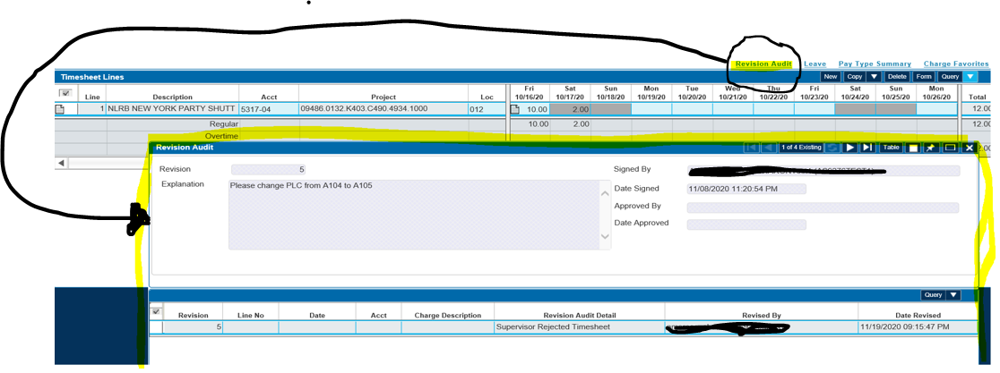 Revision Audit Leave Pay Type Summary Charge Favorites
Timesheet Lines New Copy Delete Form Query
Line Description Acct Project Loc Fri 10/16/20 Sat 10/17/20 Sun 10/18/20 Mon 10/19/20 Tue 10/20/20 Wed 10/21/20 Thu 10/22/20 Fri 10/23/20 Sat 10/24/20 Sun 10/25/20 Mon 10/26/20 Total
1 NLRB NEW YORK PARTY SHUTT 5317-04 09486.0132.K403.C490.4934.1000 012 10.00 2.00 12.00
Regular 10.00 2.00 12.00
Overtime
Revision Audit 1 of 4 Existing Table
Revision 5 Signed By
Explanation Please change PLC from A104 to A105
Date Signed 11/08/2020 11:20:54 PM
Approved By
Date Approved
Query
Revision Line No Date Acct Charge Description Revision Audit Detail Revised By Date Revised
5 Supervisor Rejected Timesheet 11/19/2020 09:15:47 PM